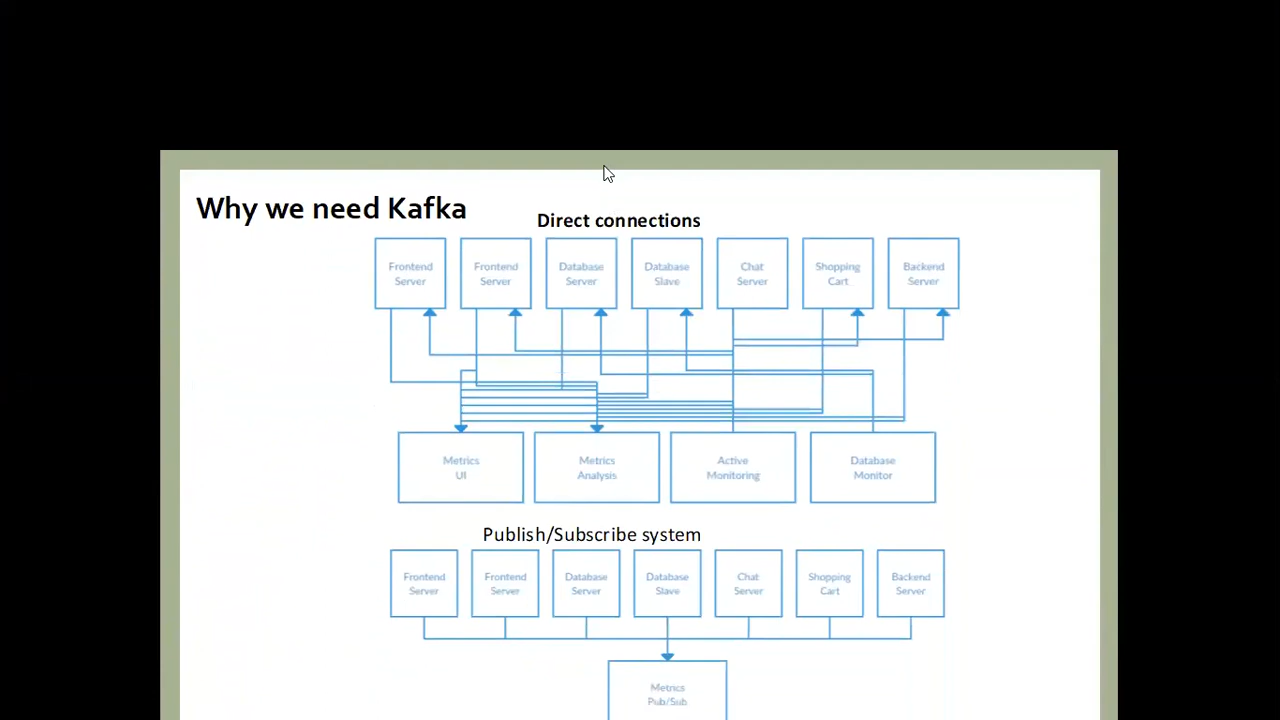 Why we need Kafka
Direct connections
Frontend
Server
Frontend
Server
Database
Server
Database
Slave
Chat
Server
Shopping
Cart
Backend
Server
Metrics
UI
Metrics
Analysis
Active
Monitoring
Database
Monitor
Publish/Subscribe system
Frontend
Server
Frontend
Server
Database
Server
Database
Slave
Chat
Server
Shopping
Cart
Backend
Server
Metrics
Pub/Sub